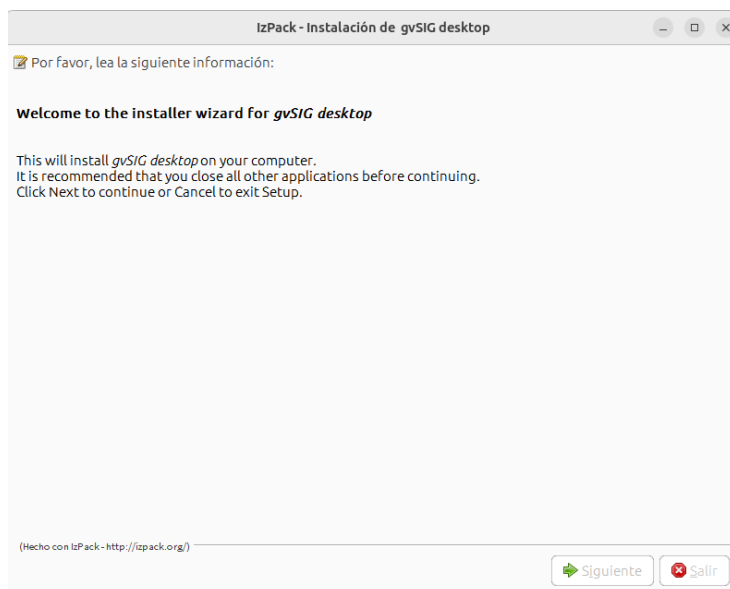 IzPack - Instalación de gvSIG desktop
Por favor, lea la siguiente información:
Welcome to the installer wizard for gvSIG desktop
This will install gvSIG desktop on your computer.
It is recommended that you close all other applications before continuing.
Click Next to continue or Cancel to exit Setup.
(Hecho con IzPack - http://izpack.org/)
Siguiente
Salir